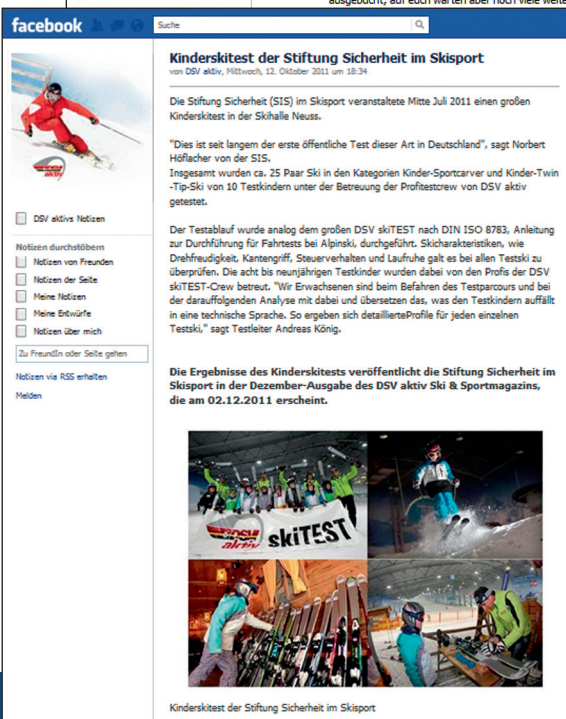 ausgebucht, auf euch warten aber noch viele weite
facebook
Suche
Kinderskitest der Stiftung Sicherheit im Skisport
von DSV aktiv, Mittwoch, 12. Oktober 2011 um 18:34
Die Stiftung Sicherheit (SIS) im Skisport veranstaltete Mitte Juli 2011 einen großen
Kinderskitest in der Skihalle Neuss.
"Dies ist seit langem der erste öffentliche Test dieser Art in Deutschland", sagt Norbert
Höflacher von der SIS.
Insgesamt wurden ca. 25 Paar Ski in den Kategorien Kinder-Sportcarver und Kinder-Twin
-Tip-Ski von 10 Testkindern unter der Betreuung der Profitestcrew von DSV aktiv
getestet.
Der Testablauf wurde analog dem großen DSV skiTEST nach DIN ISO 8783, Anleitung
zur Durchführung für Fahrtests bei Alpinski, durchgeführt. Skicharakteristiken, wie
Drehfreudigkeit, Kantengriff, Steuerverhalten und Laufruhe galt es bei allen Testski zu
überprüfen. Die acht bis neunjährigen Testkinder wurden dabei von den Profis der DSV
skiTEST-Crew betreut. "Wir Erwachsenen sind beim Befahren des Testparcours und bei
der darauffolgenden Analyse mit dabei und übersetzen das, was den Testkindern auffällt
in eine technische Sprache. So ergeben sich detaillierteProfile für jeden einzelnen
Testski," sagt Testleiter Andreas König.
Die Ergebnisse des Kinderskitests veröffentlicht die Stiftung Sicherheit im
Skisport in der Dezember-Ausgabe des DSV aktiv Ski & Sportmagazins,
die am 02.12.2011 erscheint.
DSV
aktiv
skiTEST
Kinderskitest der Stiftung Sicherheit im Skisport
DSV
aktiv
DSV aktivs Notizen
Notizen durchstöbern
Notizen von Freunden
Notizen der Seite
Meine Notizen
Meine Entwürfe
Notizen über mich
Zu FreundIn oder Seite gehen
Notizen via RSS erhalten
Melden